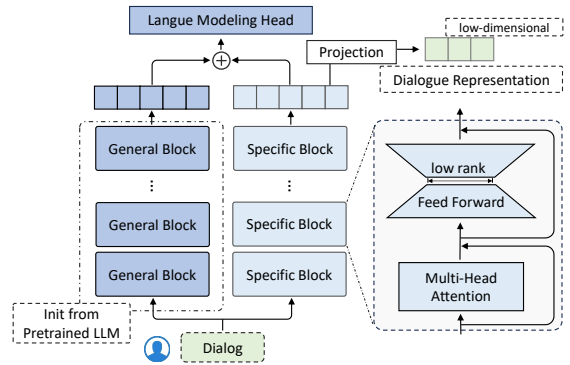 Langue Modeling Head
low-dimensional
Projection
Dialogue Representation
General Block
Specific Block
...
...
General Block
Specific Block
General Block
Specific Block
low rank
Feed Forward
Multi-Head
Attention
Init from
Pretrained LLM
Dialog